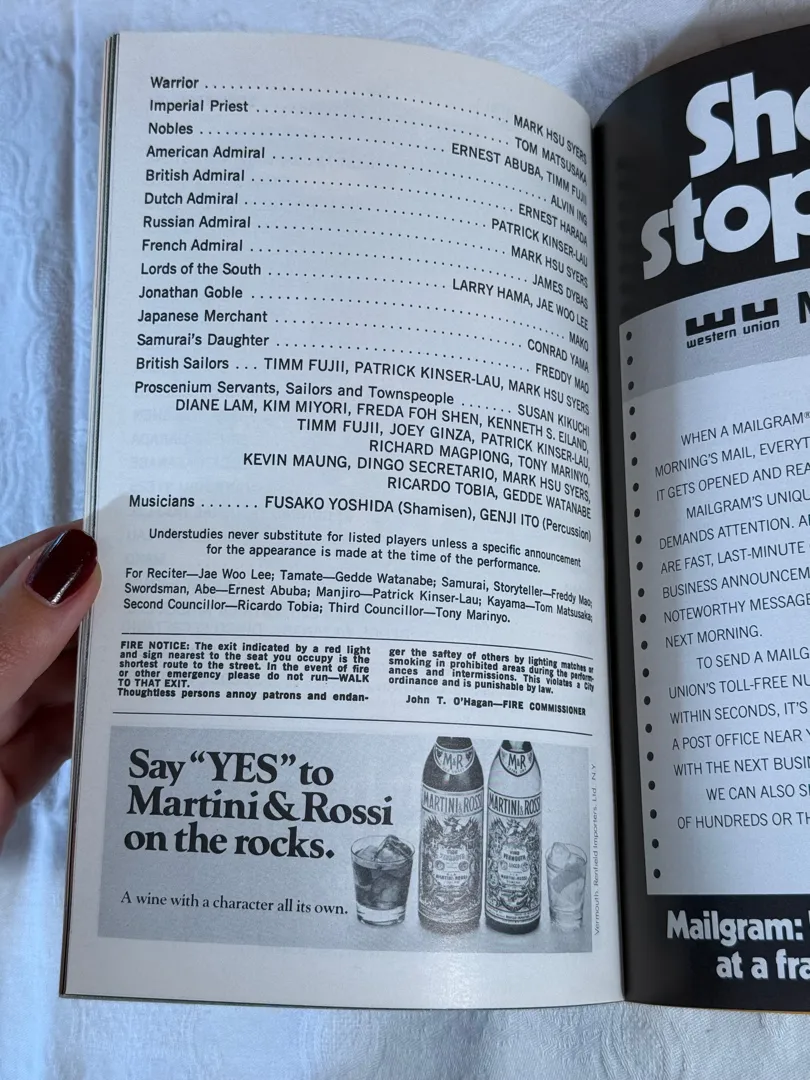 Warrior ........................................ MARK HSU SYERS
Imperial Priest ........................................ TOM MATSUSAKA
Nobles ........................................ ERNEST ABUBA, TIMM FUJII
American Admiral ........................................ ALVIN ING
British Admiral ........................................ ERNEST HARADA
Dutch Admiral ........................................ PATRICK KINSER-LAU
Russian Admiral ........................................ MARK HSU SYERS
French Admiral ........................................ JAMES DYBAS
Lords of the South ........................................ LARRY HAMA, JAE WOO LEE
Jonathan Goble ........................................ MAKO
Japanese Merchant ........................................ CONRAD YAMA
Samurai's Daughter ........................................ FREDDY MAO
British Sailors ... TIMM FUJII, PATRICK KINSER-LAU, MARK HSU SYERS
Proscenium Servants, Sailors and Townspeople ....... SUSAN KIKUCHI
DIANE LAM, KIM MIYORI, FREDA FOH SHEN, KENNETH S. EILAND,
TIMM FUJII, JOEY GINZA, PATRICK KINSER-LAU,
RICHARD MAGPIONG, TONY MARINYO,
KEVIN MAUNG, DINGO SECRETARIO, MARK HSU SYERS,
RICARDO TOBIA, GEDDE WATANABE
Musicians ....... FUSAKO YOSHIDA (Shamisen), GENJI ITO (Percussion)
Understudies never substitute for listed players unless a specific announcement
for the appearance is made at the time of the performance.
For Reciter—Jae Woo Lee; Tamate—Gedde Watanabe; Samurai, Storyteller—Freddy Mao;
Swordsman, Abe—Ernest Abuba; Manjiro—Patrick Kinser-Lau; Kayama—Tom Matsusaka;
Second Councillor—Ricardo Tobia; Third Councillor—Tony Marinyo.
FIRE NOTICE: The exit indicated by a red light
and sign nearest to the seat you occupy is the
shortest route to the street. In the event of fire
or other emergency please do not run—WALK
TO THAT EXIT.
Thoughtless persons annoy patrons and endan-
ger the saftey of others by lighting matches or
smoking in prohibited areas during the perform-
ances and intermissions. This violates a City
ordinance and is punishable by law.
John T. O'Hagan—FIRE COMMISSIONER
Say "YES" to
Martini & Rossi
on the rocks.
A wine with a character all its own.
M&R
MARTINI & ROSSI
M&R
MARTINI & ROSSI
Vermouth, Renfield Importers, Ltd., N.Y.
Sho
stop
wu M
western union
WHEN A MAILGRAM®
MORNING'S MAIL, EVERYT
IT GETS OPENED AND REA
MAILGRAM'S UNIQU
DEMANDS ATTENTION. A
ARE FAST, LAST-MINUTE
BUSINESS ANNOUNCEM
NOTEWORTHY MESSAGE
NEXT MORNING.
TO SEND A MAILG
UNION'S TOLL-FREE NU
WITHIN SECONDS, IT'S
A POST OFFICE NEAR Y
WITH THE NEXT BUSIN
WE CAN ALSO SE
OF HUNDREDS OR TH
Mailgram:
at a fra